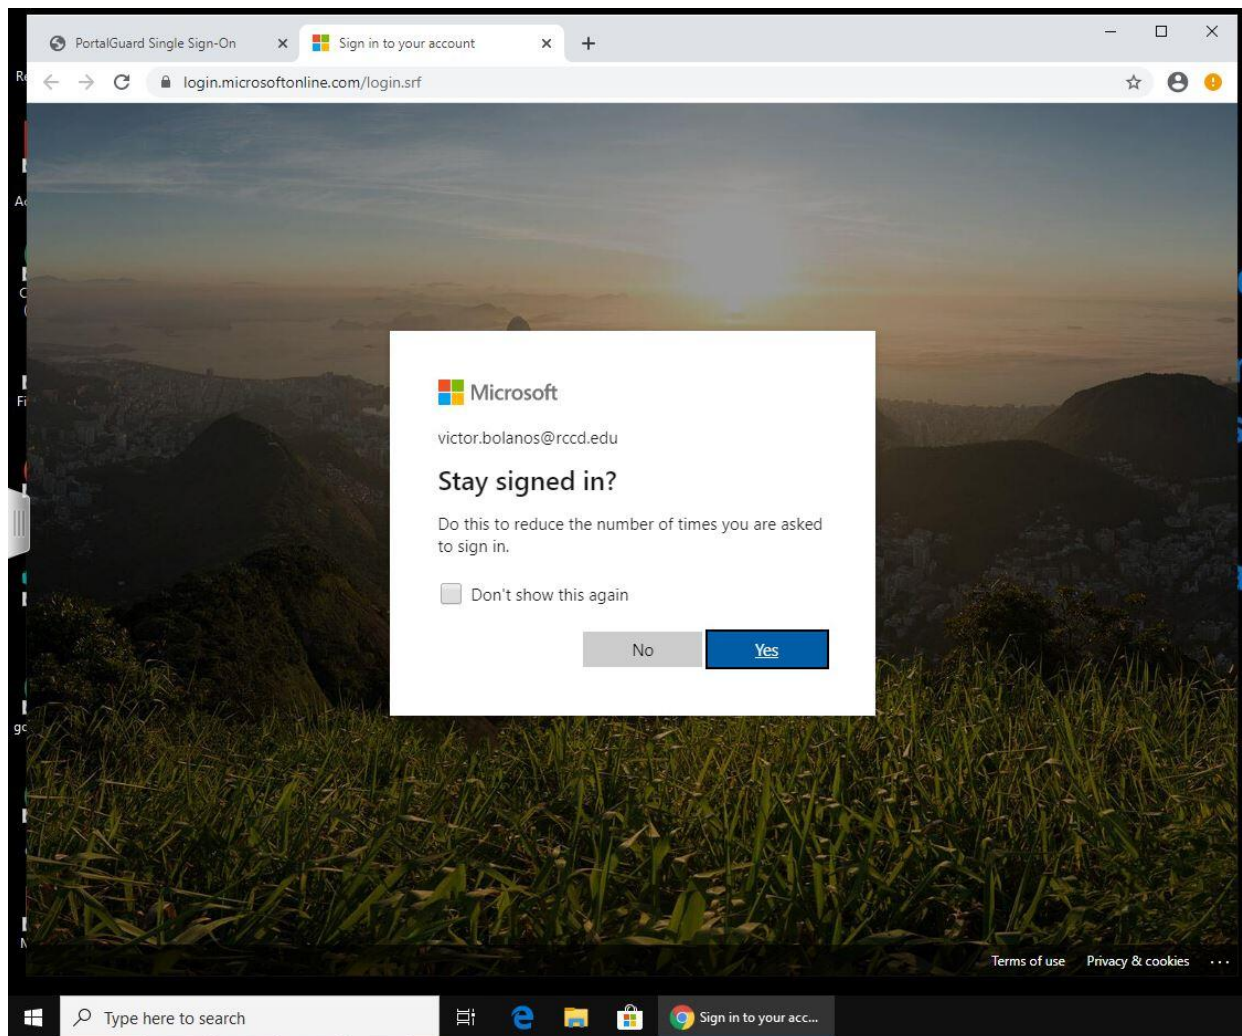 PortalGuard Single Sign-On
Sign in to your account
login.microsoftonline.com/login.srf
Microsoft
victor.bolanos@rccd.edu
Stay signed in?
Do this to reduce the number of times you are asked
to sign in.
Don't show this again
No Yes
Terms of use Privacy & cookies ...
Type here to search
Sign in to your acc...